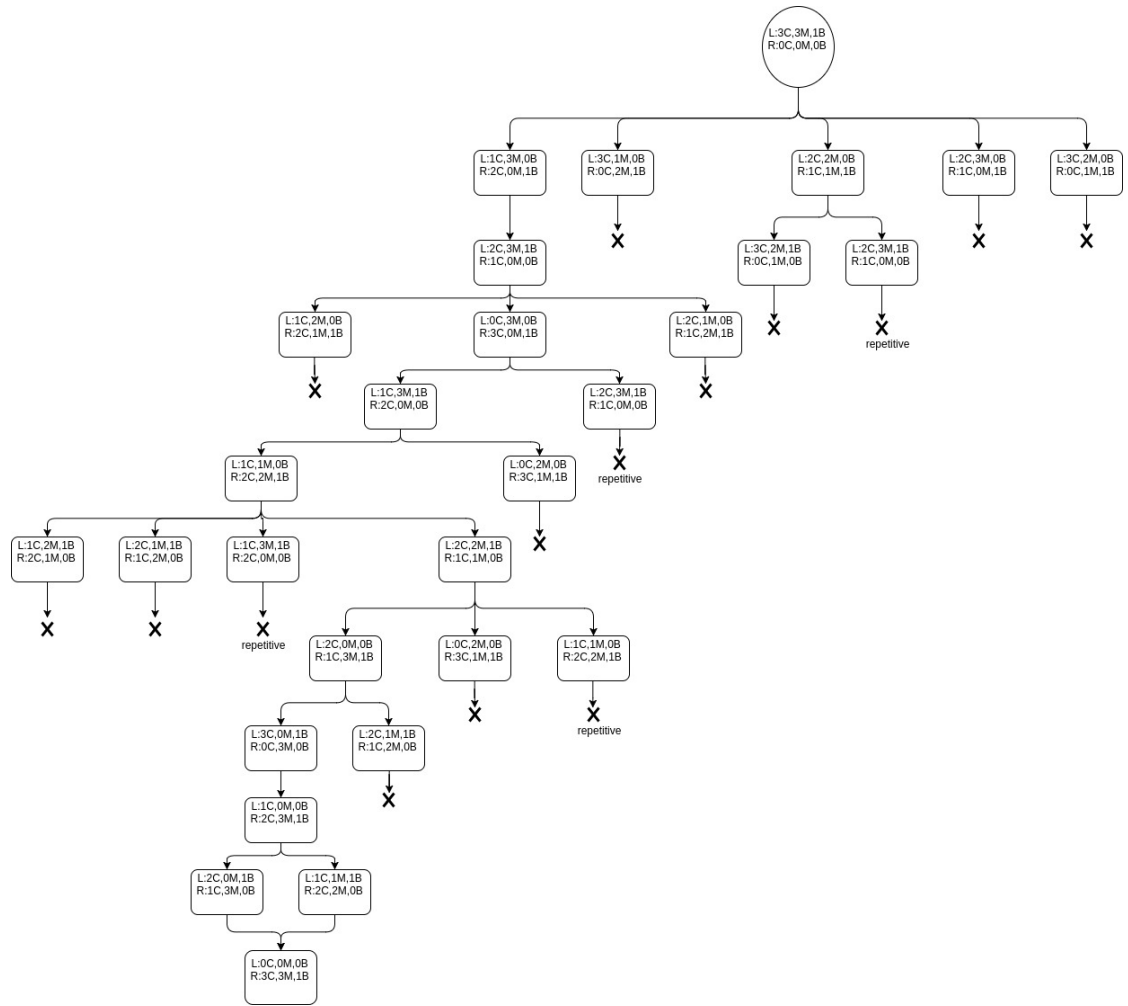 L:3C,3M,1B
R:0C,0M,0B
L:1C,3M,0B
R:2C,0M,1B
L:3C,1M,0B
R:0C,2M,1B
L:2C,2M,0B
R:1C,1M,1B
L:2C,3M,0B
R:1C,0M,1B
L:3C,2M,0B
R:0C,1M,1B
L:2C,3M,1B
R:1C,0M,0B
L:3C,2M,1B
R:0C,1M,0B
L:2C,3M,1B
R:1C,0M,0B
L:1C,2M,0B
R:2C,1M,1B
L:0C,3M,0B
R:3C,0M,1B
L:2C,1M,0B
R:1C,2M,1B
repetitive
L:1C,3M,1B
R:2C,0M,0B
L:2C,3M,1B
R:1C,0M,0B
L:1C,1M,0B
R:2C,2M,1B
L:0C,2M,0B
R:3C,1M,1B
repetitive
L:1C,2M,1B
R:2C,1M,0B
L:2C,1M,1B
R:1C,2M,0B
L:1C,3M,1B
R:2C,0M,0B
L:2C,2M,1B
R:1C,1M,0B
repetitive
L:2C,0M,0B
R:1C,3M,1B
L:0C,2M,0B
R:3C,1M,1B
L:1C,1M,0B
R:2C,2M,1B
repetitive
L:3C,0M,1B
R:0C,3M,0B
L:2C,1M,1B
R:1C,2M,0B
L:1C,0M,0B
R:2C,3M,1B
L:2C,0M,1B
R:1C,3M,0B
L:1C,1M,1B
R:2C,2M,0B
L:0C,0M,0B
R:3C,3M,1B